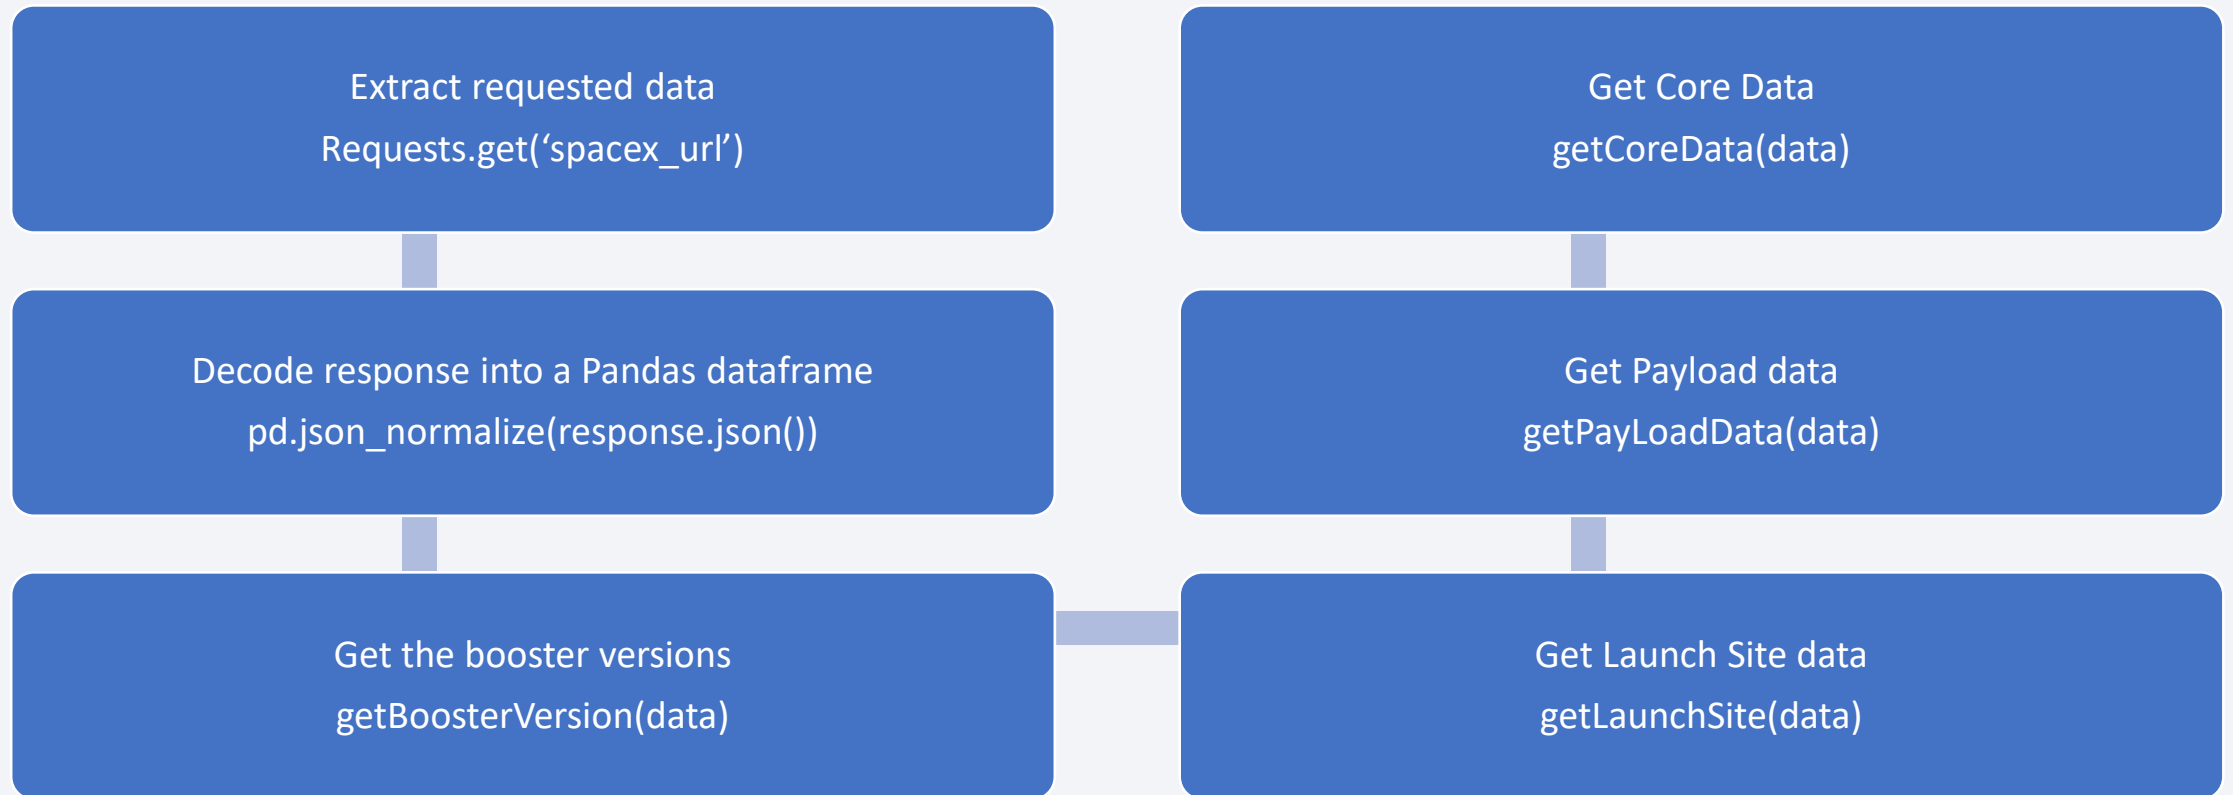 Extract requested data
Requests.get(‘spacex_url’)
Decode response into a Pandas dataframe
pd.json_normalize(response.json())
Get the booster versions
getBoosterVersion(data)
Get Launch Site data
getLaunchSite(data)
Get Payload data
getPayLoadData(data)
Get Core Data
getCoreData(data)